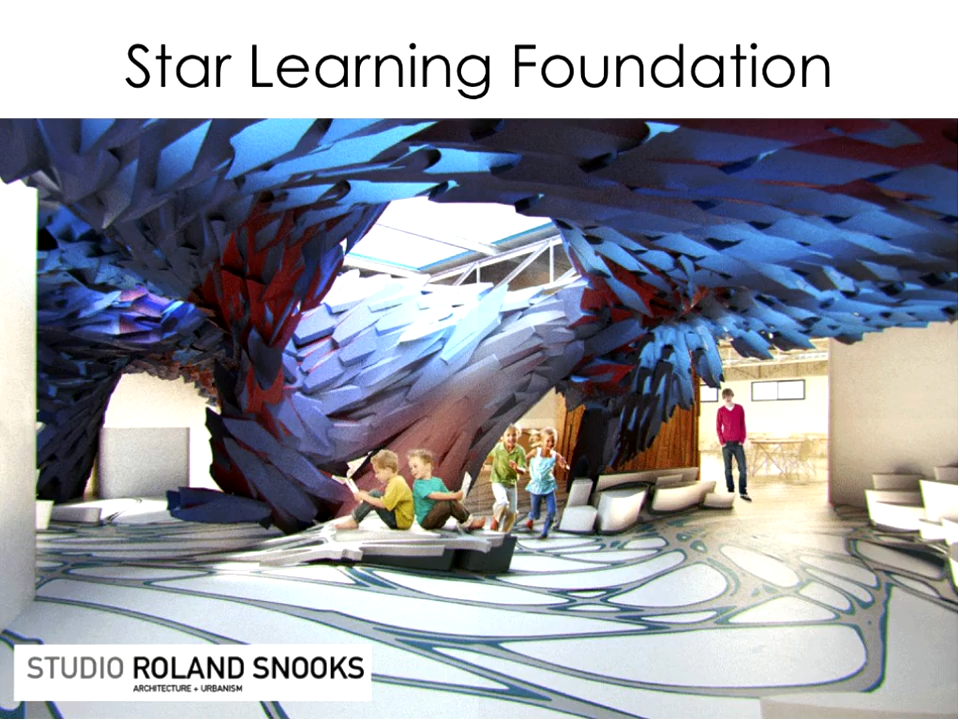 Star Learning Foundation
STUDIO ROLAND SNOOKS
ARCHITECTURE + URBANISM